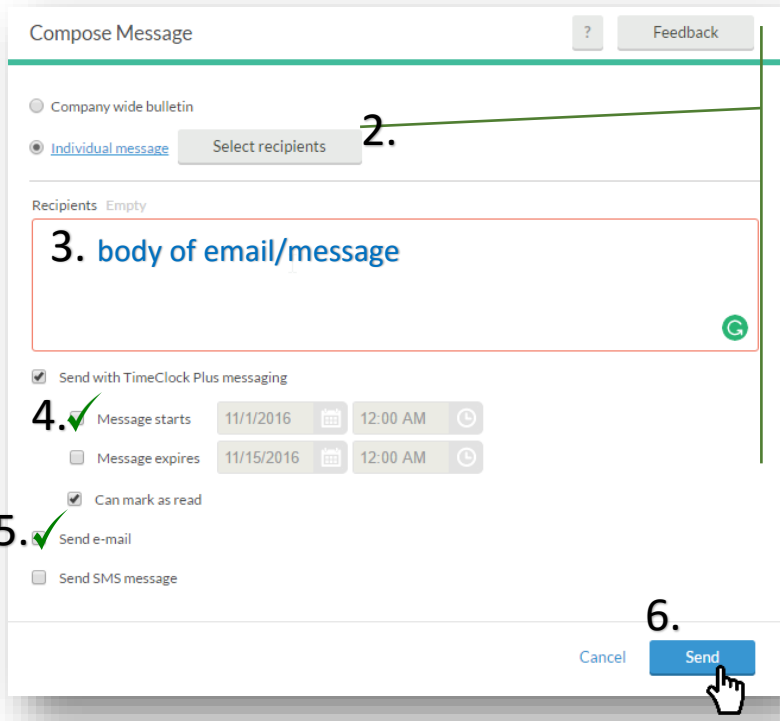 Compose Message
?
Feedback
Company wide bulletin
Individual message
Select recipients
2.
Recipients Empty
3. body of email/message
Send with TimeClock Plus messaging
4.
Message starts 11/1/2016 12:00 AM
Message expires 11/15/2016 12:00 AM
Can mark as read
5.
Send e-mail
Send SMS message
6.
Cancel
Send